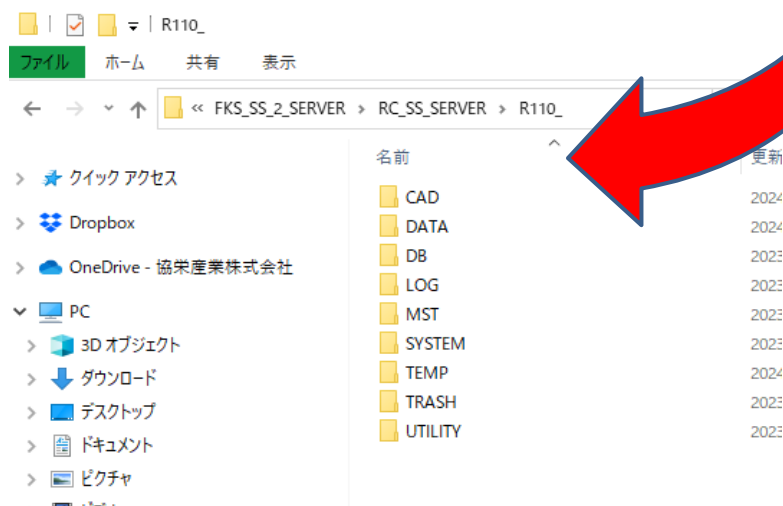 R110_
ファイル ホーム 共有 表示
« FKS_SS_2_SERVER > RC_SS_SERVER > R110_
名前 更新
クイック アクセス
Dropbox
OneDrive - 協栄産業株式会社
PC
3D オブジェクト
ダウンロード
デスクトップ
ドキュメント
ピクチャ
CAD 2024
DATA 2024
DB 2023
LOG 2023
MST 2023
SYSTEM 2023
TEMP 2024
TRASH 2023
UTILITY 2023